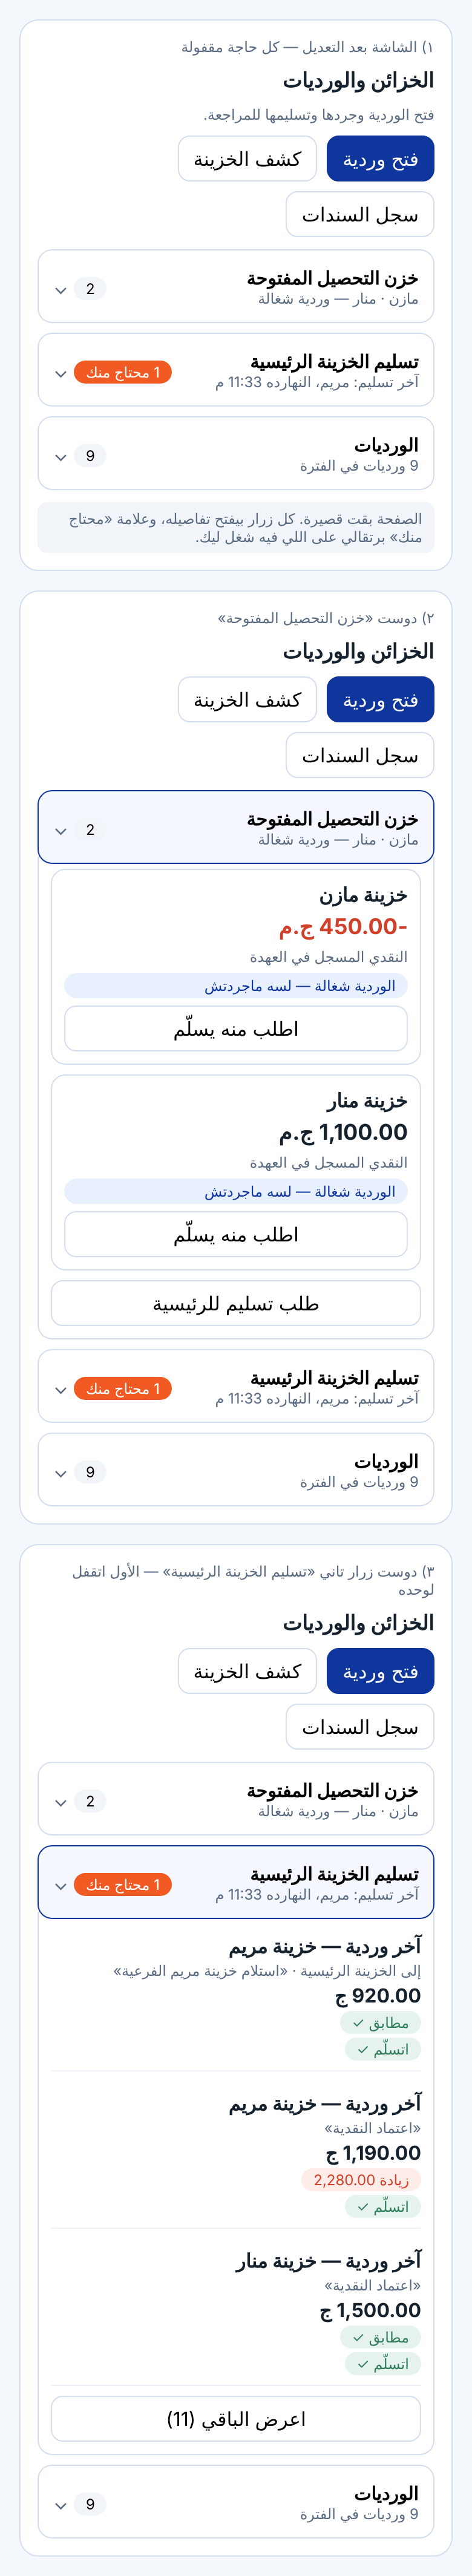 ١) الشاشة بعد التعديل — كل حاجة مقفولة
الخزائن والورديات
فتح الوردية وجردها وتسليمها للمراجعة.
فتح وردية
كشف الخزينة
سجل السندات
خزن التحصيل المفتوحة
مازن · منار — وردية شغالة
2
تسليم الخزينة الرئيسية
آخر تسليم: مريم، النهارده 11:33 م
1 محتاج منك
الورديات
9 ورديات في الفترة
9
الصفحة بقت قصيرة. كل زرار بيفتح تفاصيله، وعلامة «محتاج
منك» برتقالي على اللي فيه شغل ليك.
٢) دوست «خزن التحصيل المفتوحة»
الخزائن والورديات
فتح وردية
كشف الخزينة
سجل السندات
خزن التحصيل المفتوحة
مازن · منار — وردية شغالة
2
خزينة مازن
-450.00 ج.م
النقدي المسجل في العهدة
الوردية شغالة — لسه ماجردتش
اطلب منه يسلّم
خزينة منار
1,100.00 ج.م
النقدي المسجل في العهدة
الوردية شغالة — لسه ماجردتش
اطلب منه يسلّم
طلب تسليم للرئيسية
تسليم الخزينة الرئيسية
آخر تسليم: مريم، النهارده 11:33 م
1 محتاج منك
الورديات
9 ورديات في الفترة
9
٣) دوست زرار تاني «تسليم الخزينة الرئيسية» — الأول اتقفل
لوحده
الخزائن والورديات
فتح وردية
كشف الخزينة
سجل السندات
خزن التحصيل المفتوحة
مازن · منار — وردية شغالة
2
تسليم الخزينة الرئيسية
آخر تسليم: مريم، النهارده 11:33 م
1 محتاج منك
آخر وردية — خزينة مريم
إلى الخزينة الرئيسية · «استلام خزينة مريم الفرعية»
920.00 ج
مطابق ✓
اتسلّم ✓
آخر وردية — خزينة مريم
«اعتماد النقدية»
1,190.00 ج
زيادة 2,280.00
اتسلّم ✓
آخر وردية — خزينة منار
«اعتماد النقدية»
1,500.00 ج
مطابق ✓
اتسلّم ✓
اعرض الباقي (11)
الورديات
9 ورديات في الفترة
9